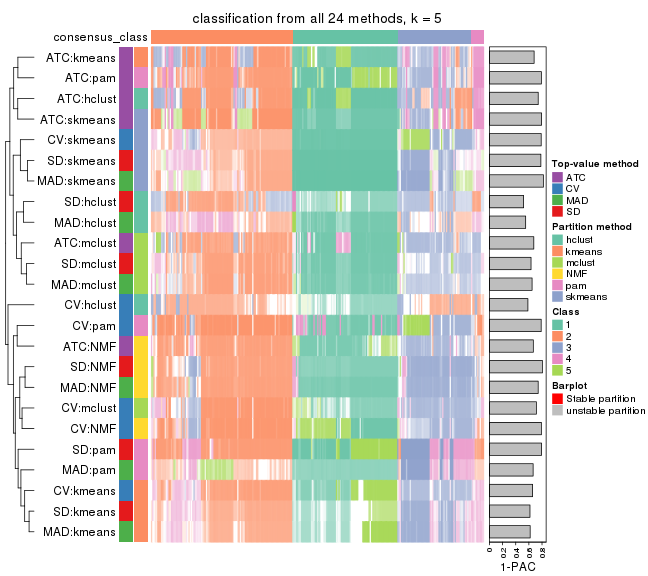 classification from all 24 methods, k = 5
consensus_class
ATC:kmeans
ATC:pam
ATC:hclust
ATC:skmeans
CV:skmeans
SD:skmeans
MAD:skmeans
SD:hclust
MAD:hclust
ATC:mclust
SD:mclust
MAD:mclust
CV:hclust
CV:pam
ATC:NMF
SD:NMF
MAD:NMF
CV:mclust
CV:NMF
SD:pam
MAD:pam
CV:kmeans
SD:kmeans
MAD:kmeans
0
0.2
0.4
0.6
0.8
1-PAC
Top-value method
ATC
CV
MAD
SD
Partition method
hclust
kmeans
mclust
NMF
pam
skmeans
Class
1
2
3
4
5
Barplot
Stable partition
unstable partition